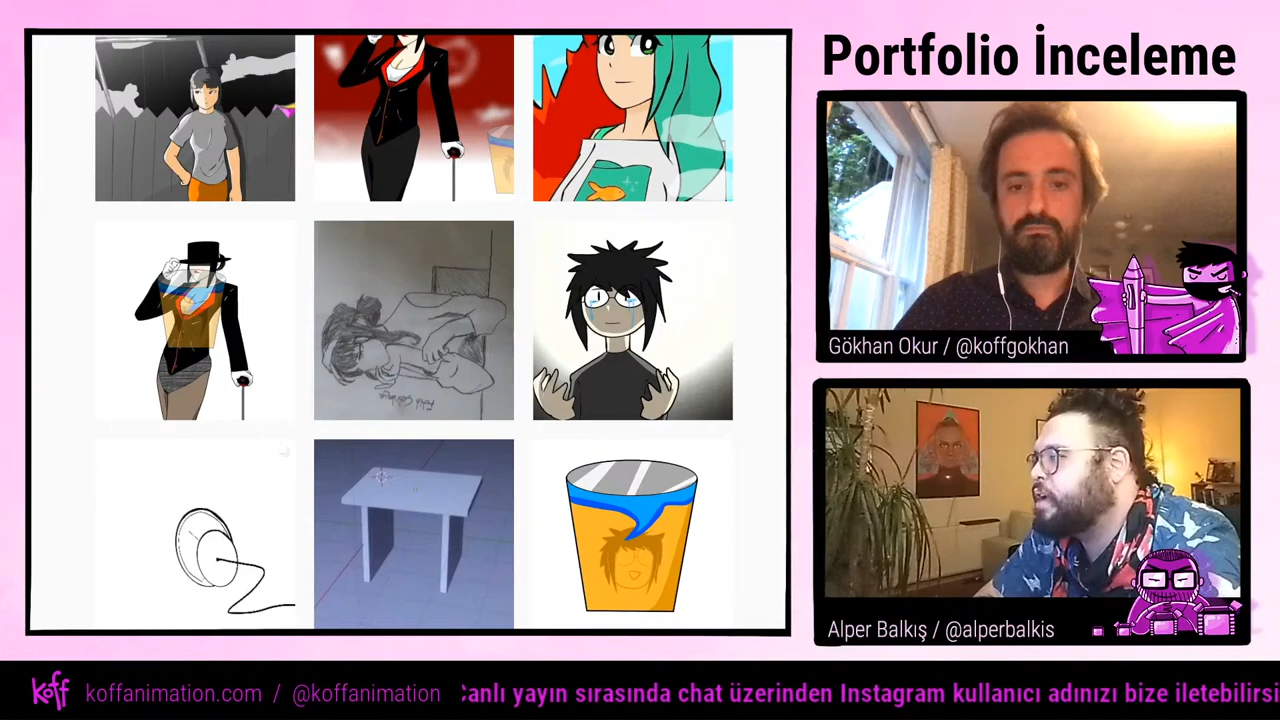 Portfolio İnceleme
Gökhan Okur / @koffgokhan
Alper Balkış / @alperbalkis
koff koffanimation.com / @koffanimation
anlı yayın sırasında chat üzerinden Instagram kullanıcı adınızı bize iletebilirsi